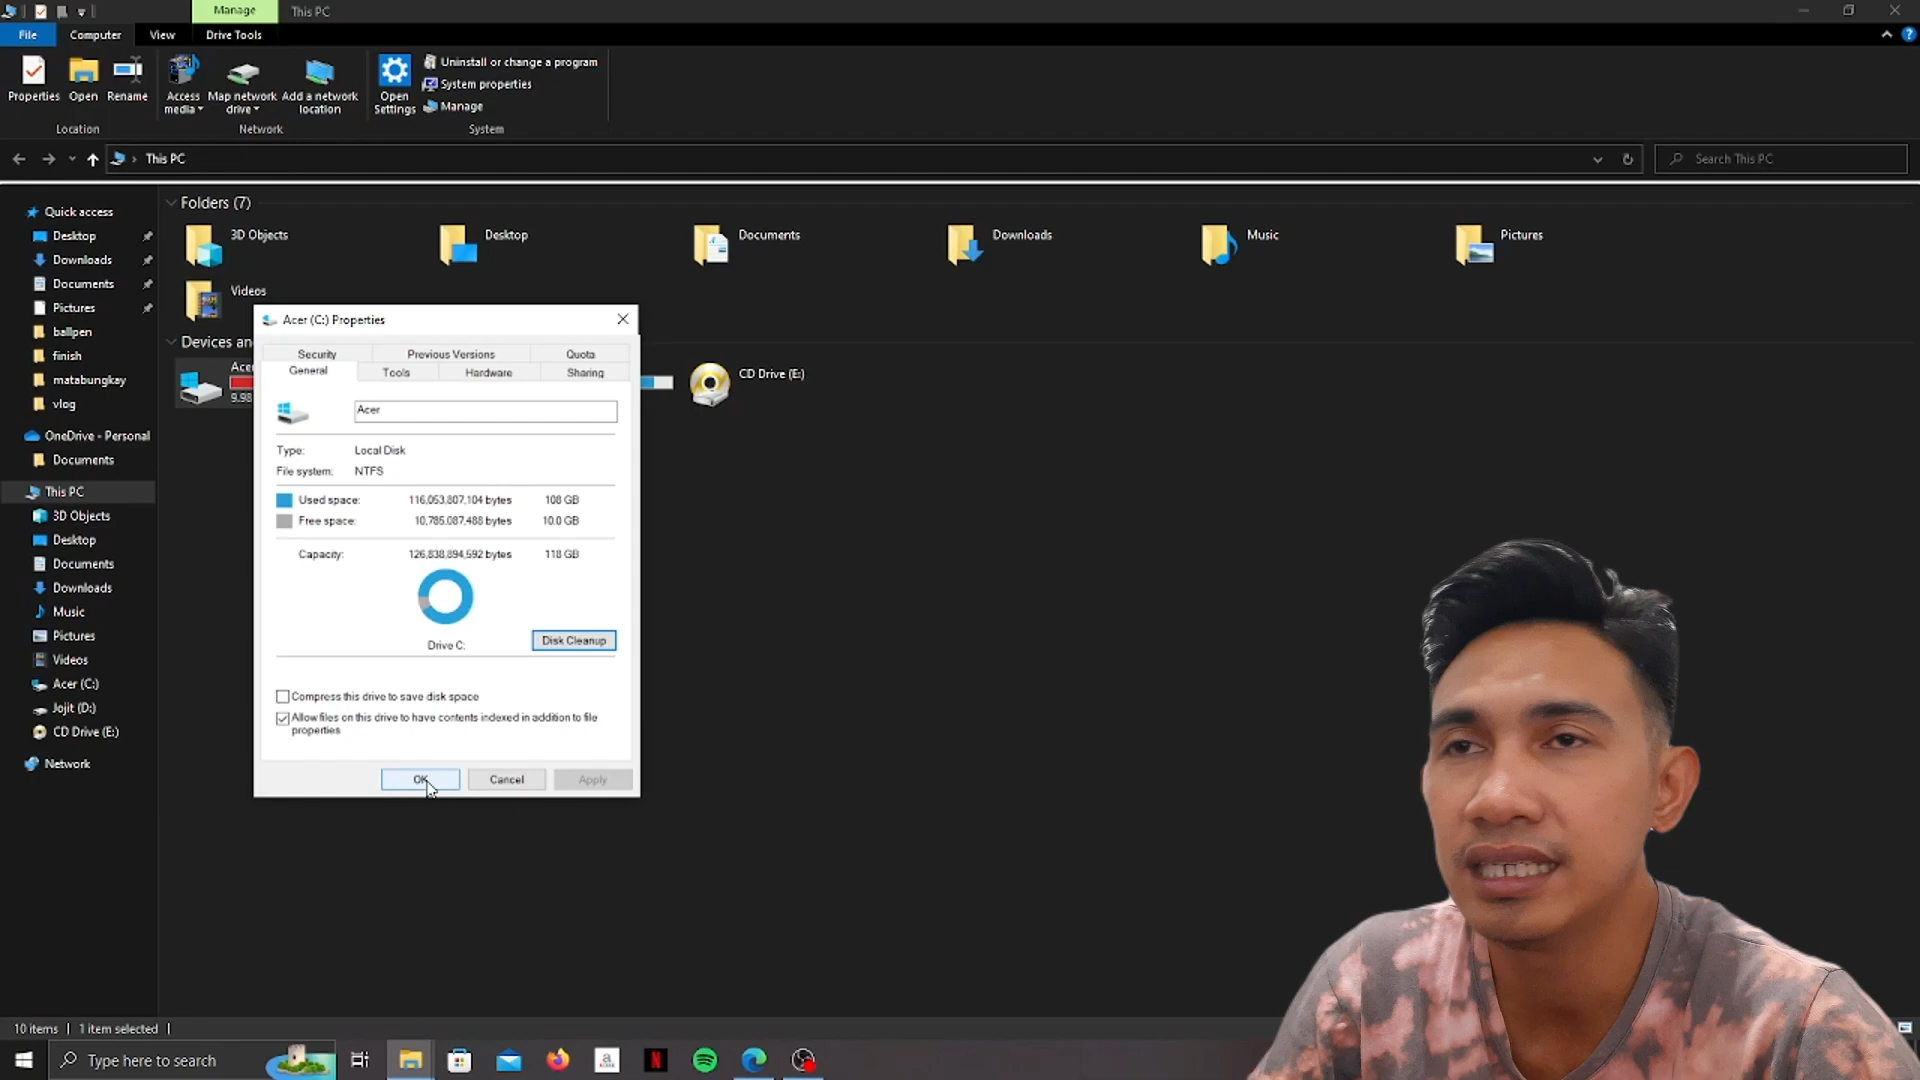 Manage This PC
File Computer View Drive Tools
Properties Open Rename Access media Map network drive Add a network location Open Settings Uninstall or change a program
System properties
Manage
Location Network System
This PC Search This PC
Quick access
Desktop
Downloads
Documents
Pictures
ballpen
finish
matabungkay
vlog
OneDrive - Personal
Documents
This PC
3D Objects
Desktop
Documents
Downloads
Music
Pictures
Videos
Acer (C:)
Jojit (D:)
CD Drive (E:)
Network
Folders (7)
3D Objects Desktop Documents Downloads Music Pictures
Videos
Devices an
Acer
9.98
CD Drive (E:)
Acer (C:) Properties
Security Previous Versions Quota
General Tools Hardware Sharing
Acer
Type: Local Disk
File system: NTFS
Used space: 116,053,807,104 bytes 108 GB
Free space: 10,785,087,488 bytes 10.0 GB
Capacity: 126,838,894,592 bytes 118 GB
Drive C: Disk Cleanup
Compress this drive to save disk space
Allow files on this drive to have contents indexed in addition to file
properties
OK Cancel Apply
10 items 1 item selected
Type here to search